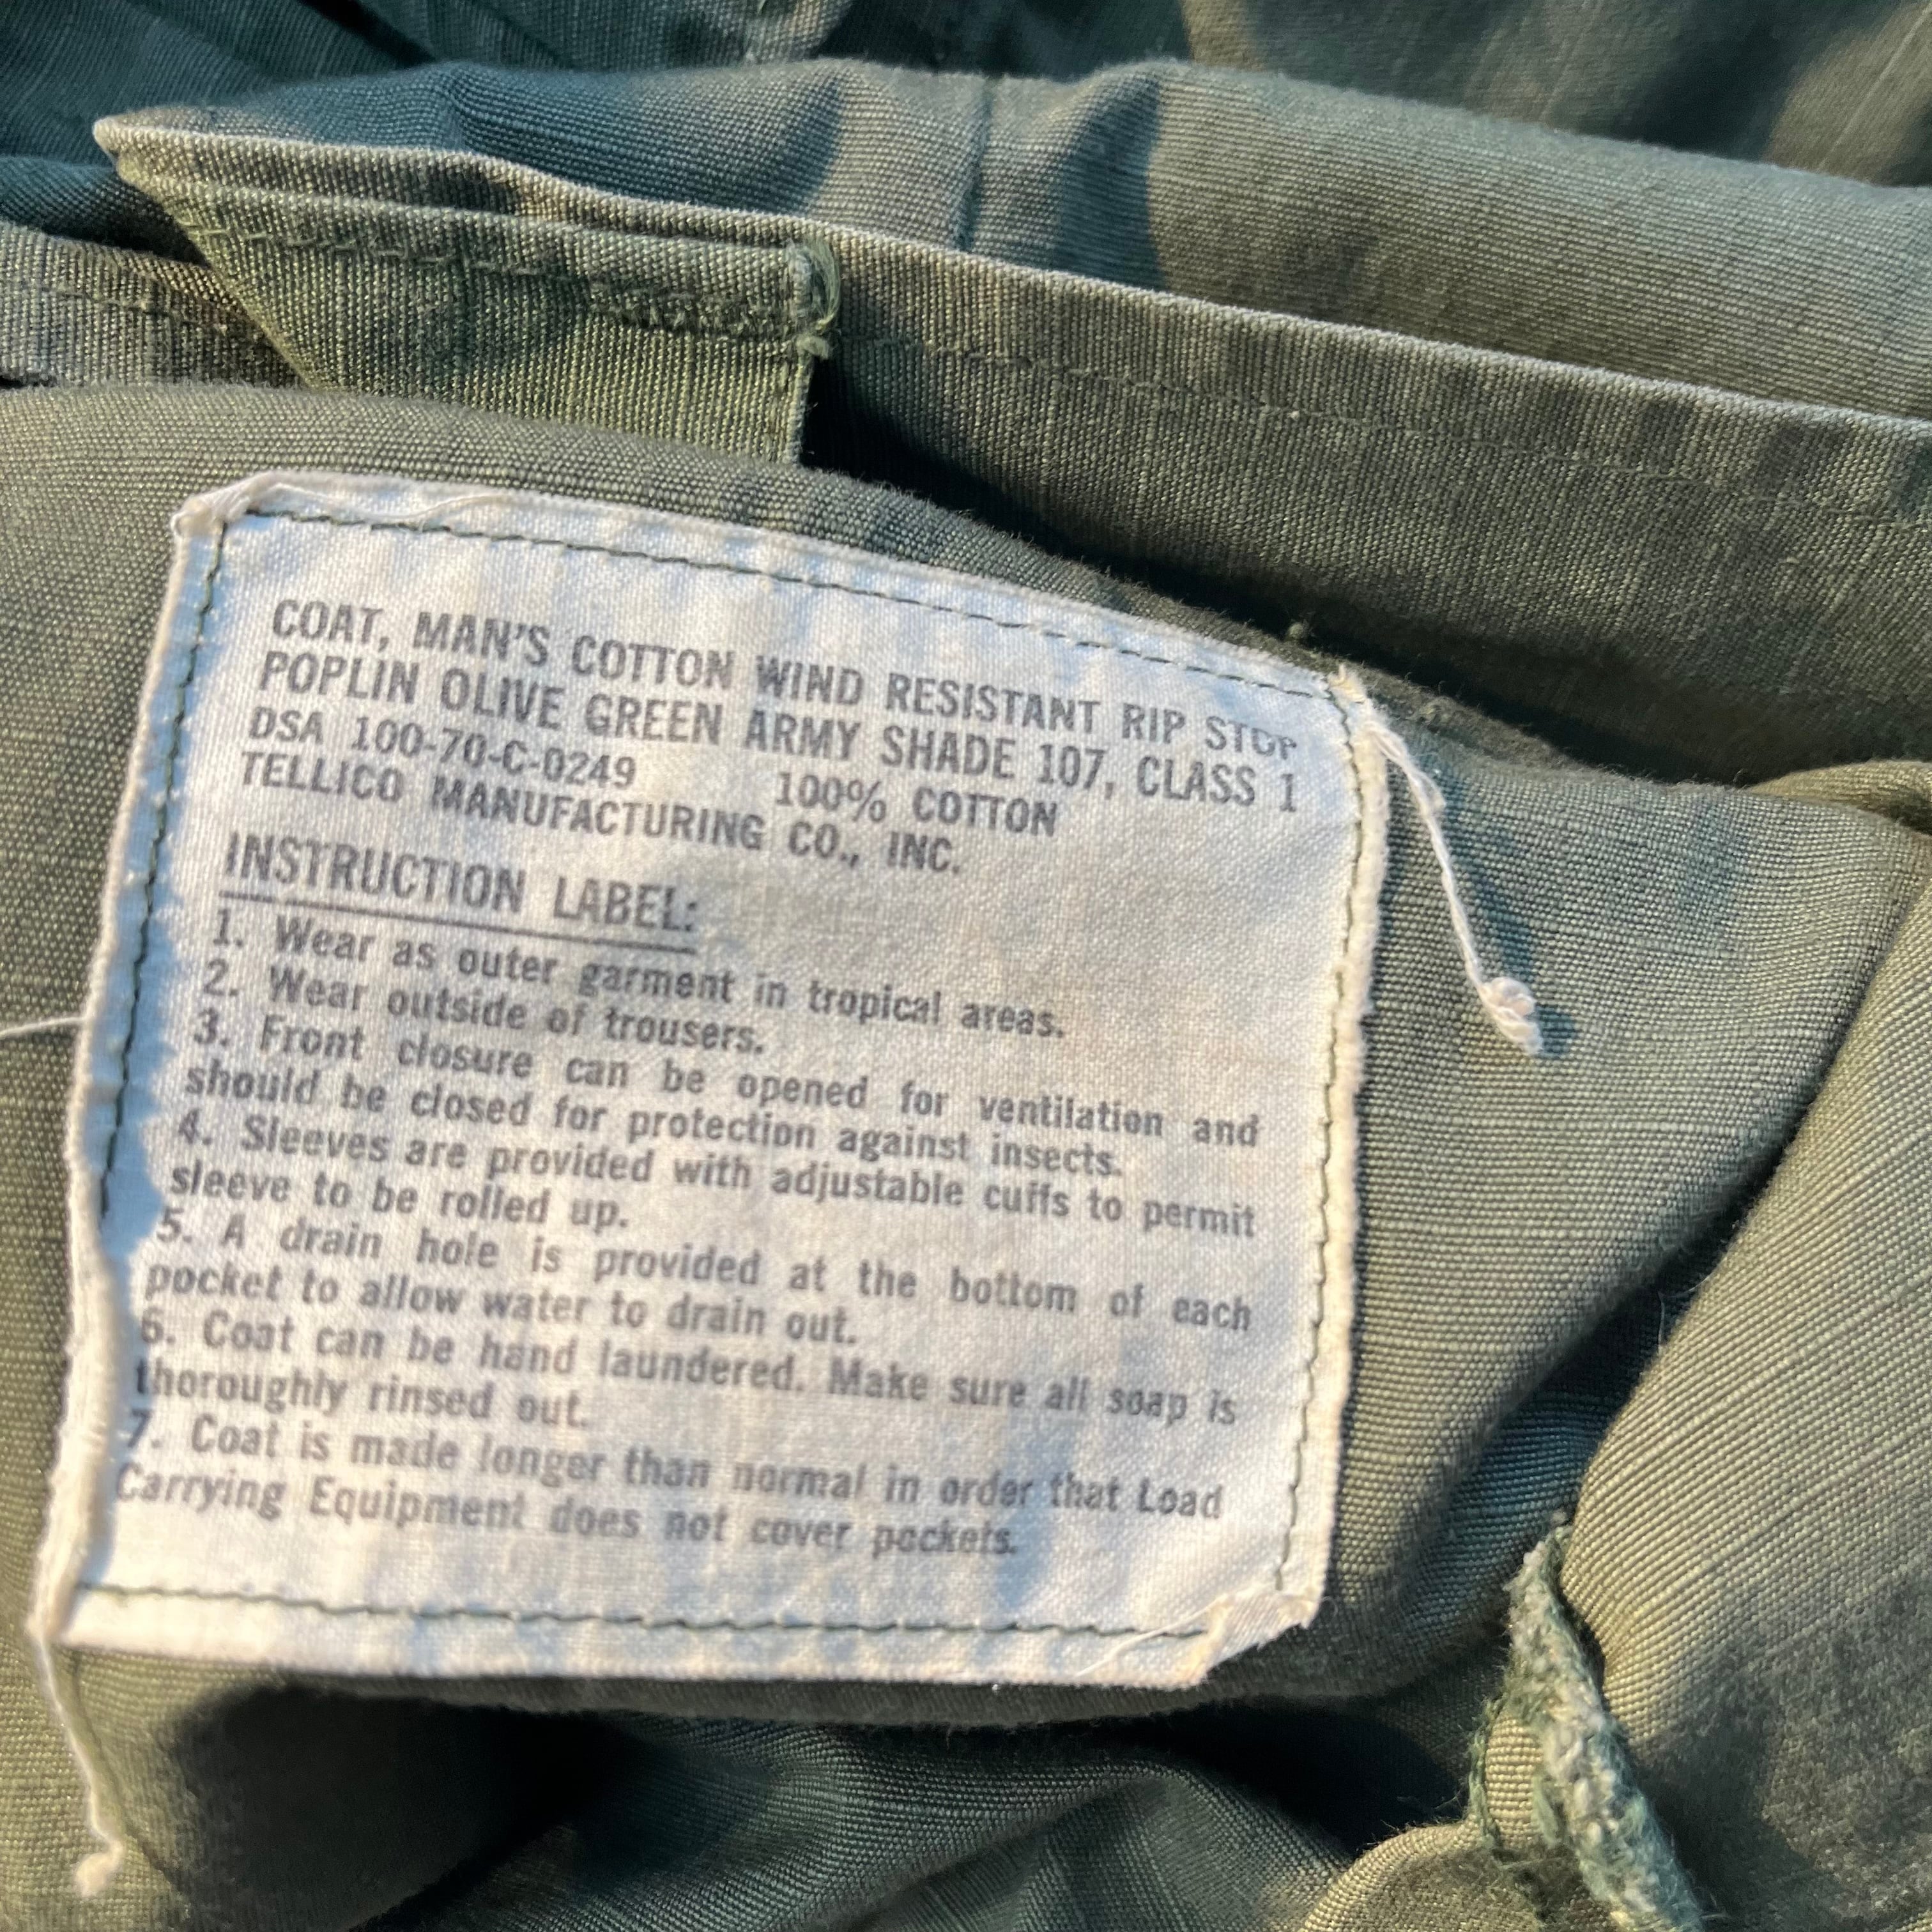 COAT, MAN'S COTTON WIND RESISTANT RIP STOP
POPLIN OLIVE GREEN ARMY SHADE 107, CLASS 1
DSA 100-70-C-0249 100% COTTON
TELLICO MANUFACTURING CO., INC.
INSTRUCTION LABEL:
1. Wear as outer garment in tropical areas.
2. Wear outside of trousers.
3. Front closure can be opened for ventilation and
should be closed for protection against insects.
4. Sleeves are provided with adjustable cuffs to permit
sleeve to be rolled up.
5. A drain hole is provided at the bottom of each
pocket to allow water to drain out.
6. Coat can be hand laundered. Make sure all soap is
thoroughly rinsed out.
7. Coat is made longer than normal in order that Load
Carrying Equipment does not cover pockets.